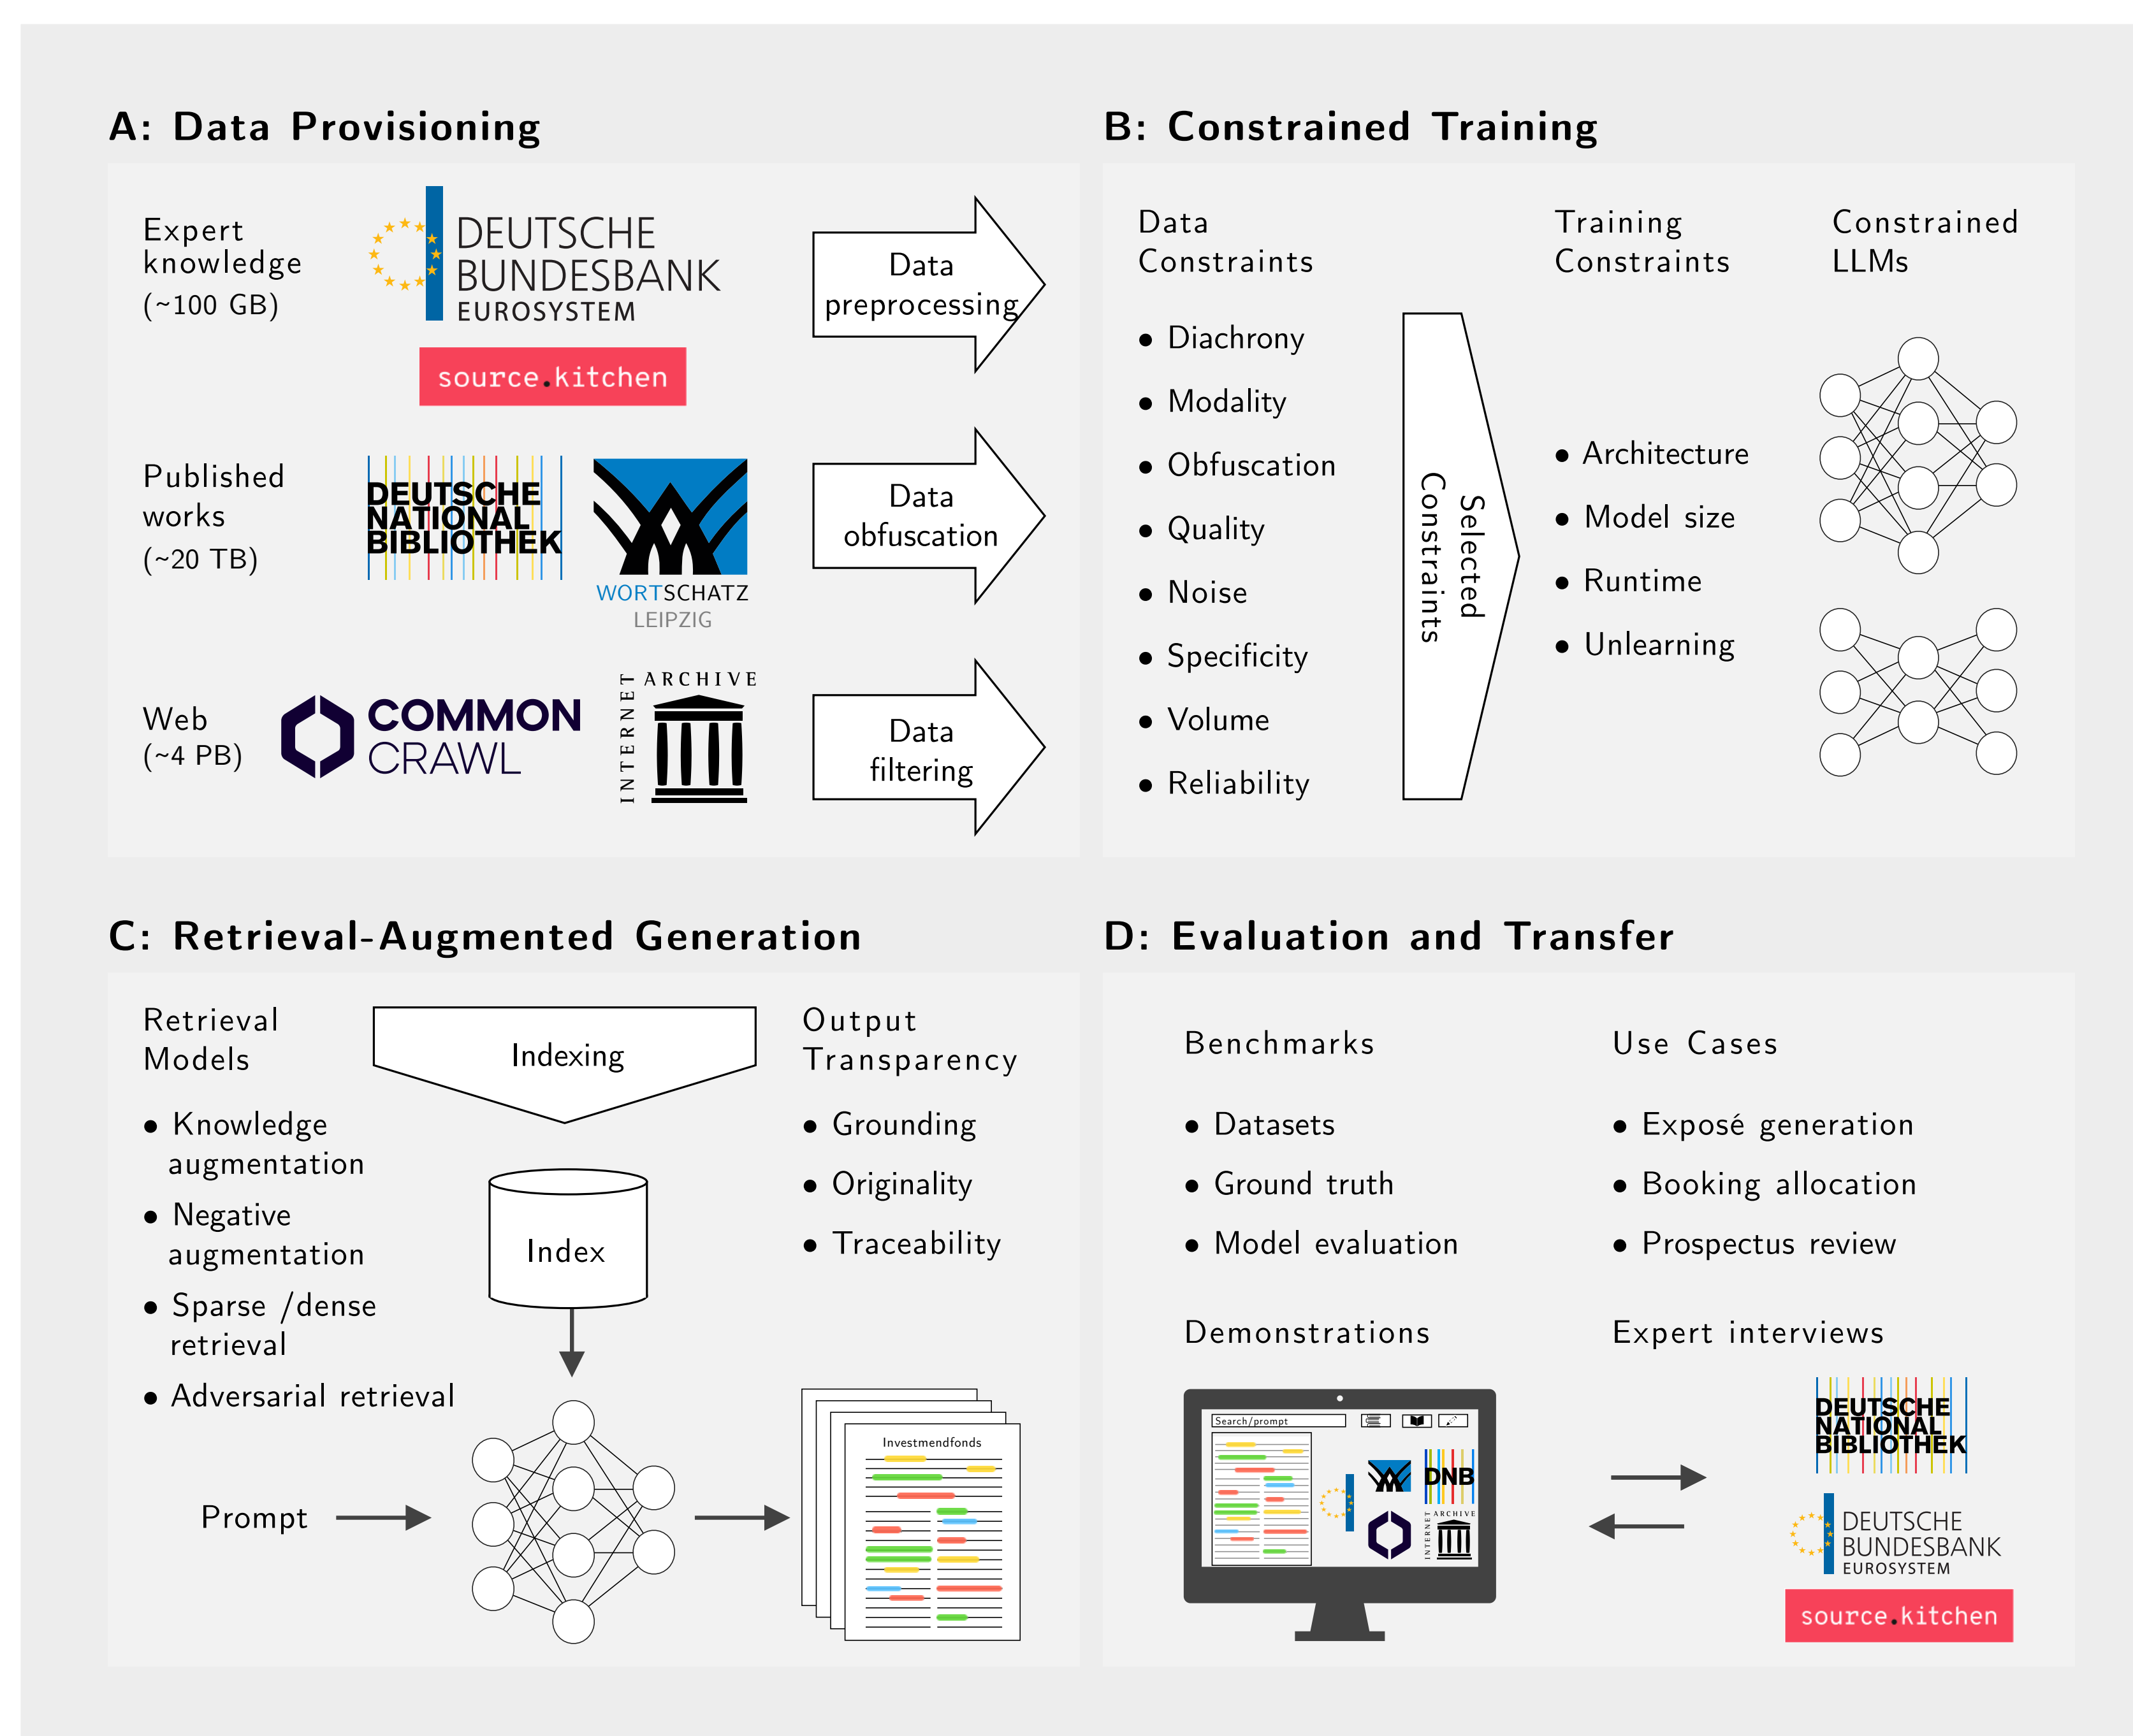 A: Data Provisioning
Expert
knowledge
(~100 GB)
DEUTSCHE
BUNDESBANK
EUROSYSTEM
source.kitchen
Data
preprocessing
Published
works
(~20 TB)
DEUTSCHE
NATIONAL
BIBLIOTHEK
WORTSCHATZ
LEIPZIG
Data
obfuscation
Web
(~4 PB)
COMMON
CRAWL
INTERNET
ARCHIVE
Data
filtering
B: Constrained Training
Data
Constraints
• Diachrony
• Modality
• Obfuscation
• Quality
• Noise
• Specificity
• Volume
• Reliability
Selected
Constraints
Training
Constraints
• Architecture
• Model size
• Runtime
• Unlearning
Constrained
LLMs
C: Retrieval-Augmented Generation
Retrieval
Models
• Knowledge
augmentation
• Negative
augmentation
• Sparse /dense
retrieval
• Adversarial retrieval
Indexing
Index
Prompt
Output
Transparency
• Grounding
• Originality
• Traceability
Investmendfonds
D: Evaluation and Transfer
Benchmarks
• Datasets
• Ground truth
• Model evaluation
Use Cases
• Exposé generation
• Booking allocation
• Prospectus review
Demonstrations
Search/prompt
DNB
INTERNET
ARCHIVE
Expert interviews
DEUTSCHE
NATIONAL
BIBLIOTHEK
DEUTSCHE
BUNDESBANK
EUROSYSTEM
source.kitchen